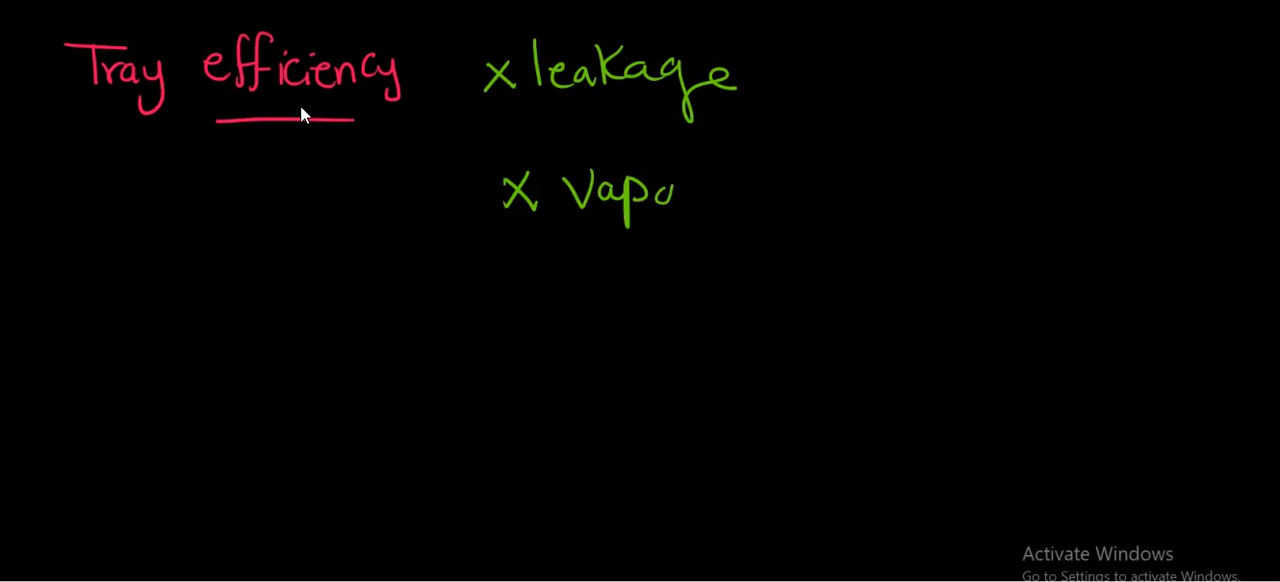 Tray efficiency x leakage
x vapo
Activate Windows
Go to Settings to activate Windows.